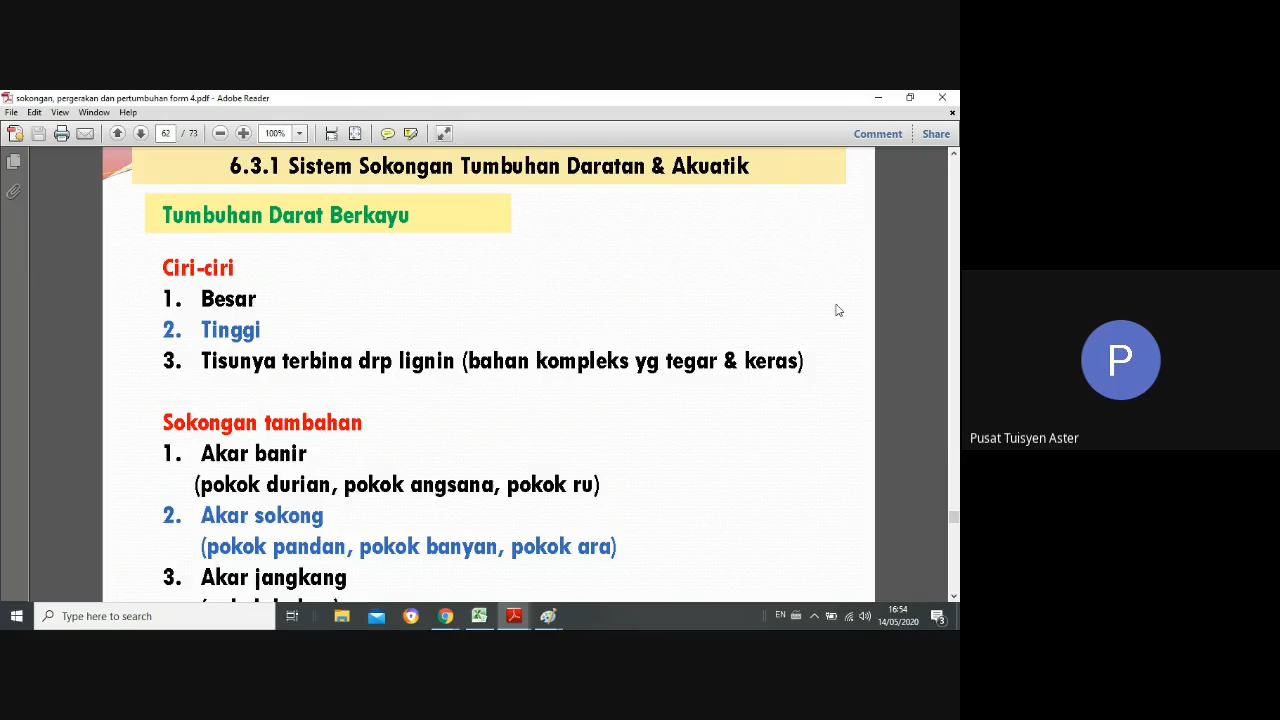 sokongan, pergerakan dan pertumbuhan form 4.pdf - Adobe Reader
File Edit View Window Help
62 / 73 100% Comment Share
6.3.1 Sistem Sokongan Tumbuhan Daratan & Akuatik
Tumbuhan Darat Berkayu
Ciri-ciri
1. Besar
2. Tinggi
3. Tisunya terbina drp lignin (bahan kompleks yg tegar & keras)
Sokongan tambahan
1. Akar banir
(pokok durian, pokok angsana, pokok ru)
2. Akar sokong
(pokok pandan, pokok banyan, pokok ara)
3. Akar jangkang
P
Pusat Tuisyen Aster
Type here to search
EN
16:54
14/05/2020
3